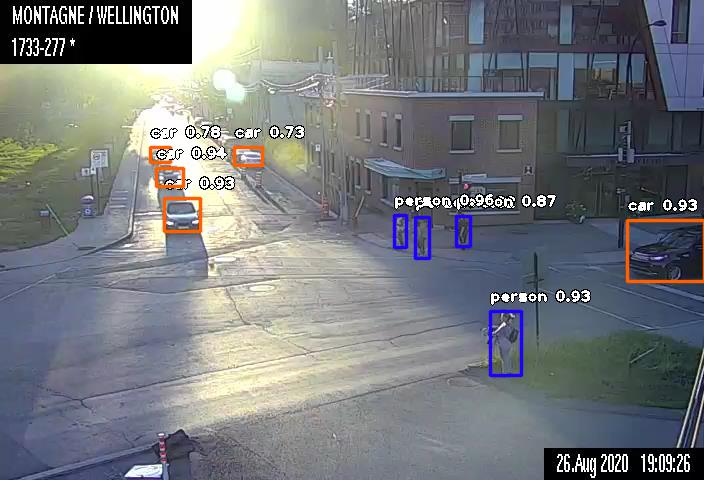 MONTAGNE / WELLINGTON
1733-277 *
car 0.78
car 0.73
car 0.94
car 0.93
person 0.96
0.87
car 0.93
person 0.93
26.Aug 2020 19:09:26